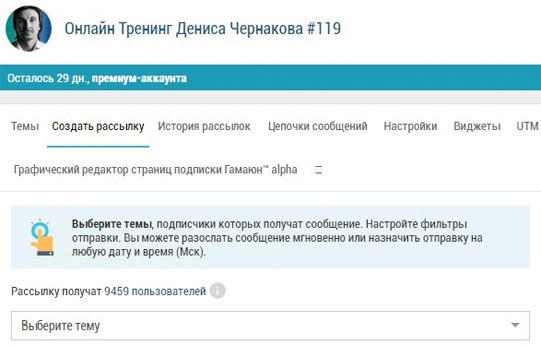 Онлайн Тренинг Дениса Чернакова #119
Осталось 29 дн., премиум-аккаунта
Темы Создать рассылку История рассылок Цепочки сообщений Настройки Виджеты UTM
Графический редактор страниц подписки Гамаюн™ alpha
Выберите темы, подписчики которых получат сообщение. Настройте фильтры
отправки. Вы можете разослать сообщение мгновенно или назначить отправку на
любую дату и время (Мск).
Рассылку получат 9459 пользователей i
Выберите тему